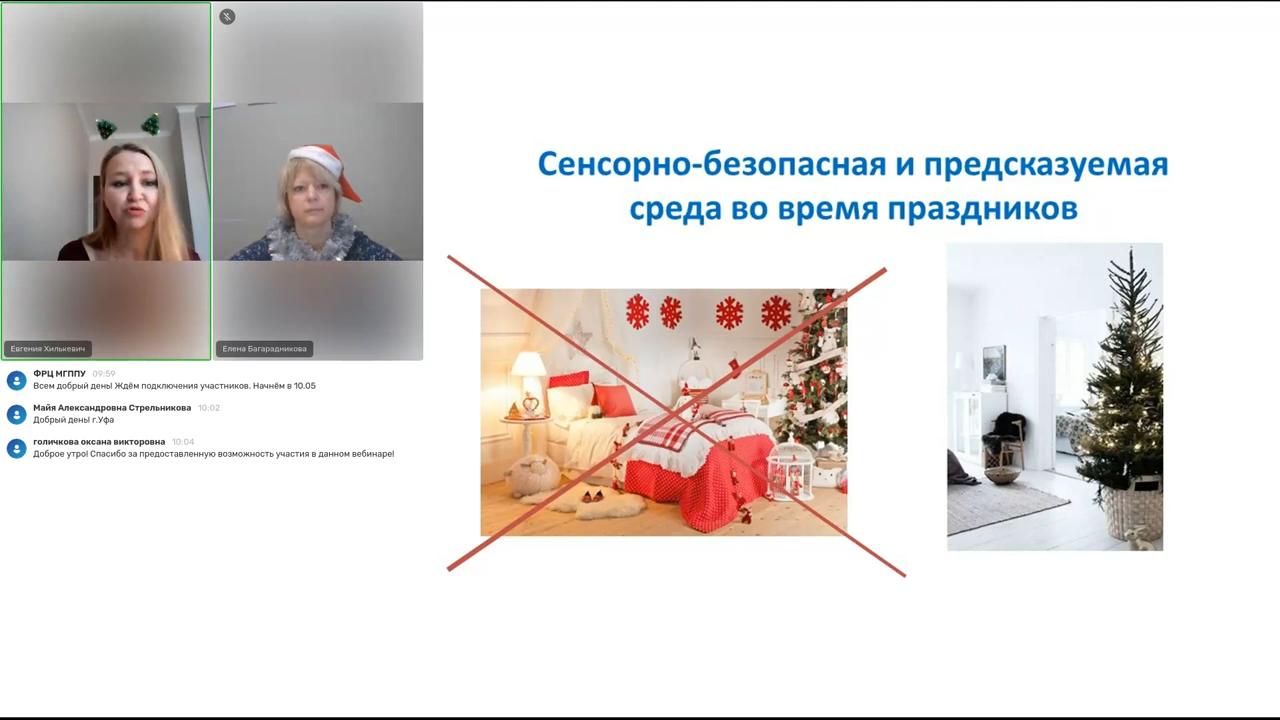 Сенсорно-безопасная и предсказуемая
среда во время праздников
Евгения Хилькевич
Елена Багарадникова
ФРЦ МГППУ 09:59
Всем добрый день! Ждём подключения участников. Начнём в 10.05
Майя Александровна Стрельникова 10:02
Добрый день! г.Уфа
голичкова оксана викторовна 10:04
Доброе утро! Спасибо за предоставленную возможность участия в данном вебинаре!